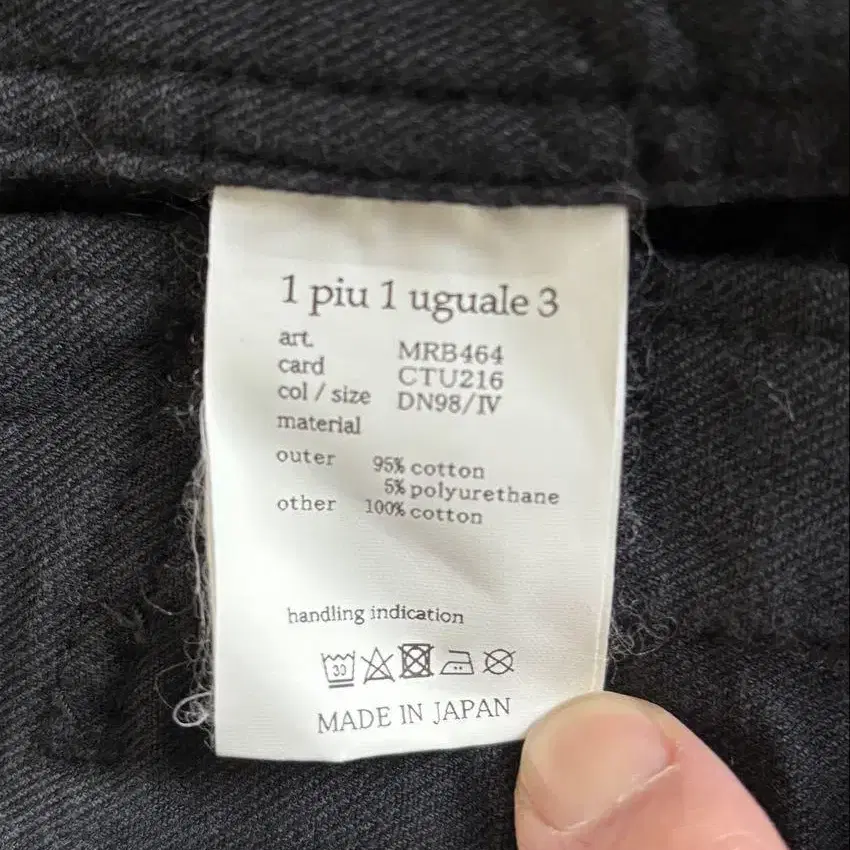 1 piu 1 uguale 3
art. MRB464
card CTU216
col / size DN98/IV
material
outer 95% cotton
5% polyurethane
other 100% cotton
handling indication
30
MADE IN JAPAN